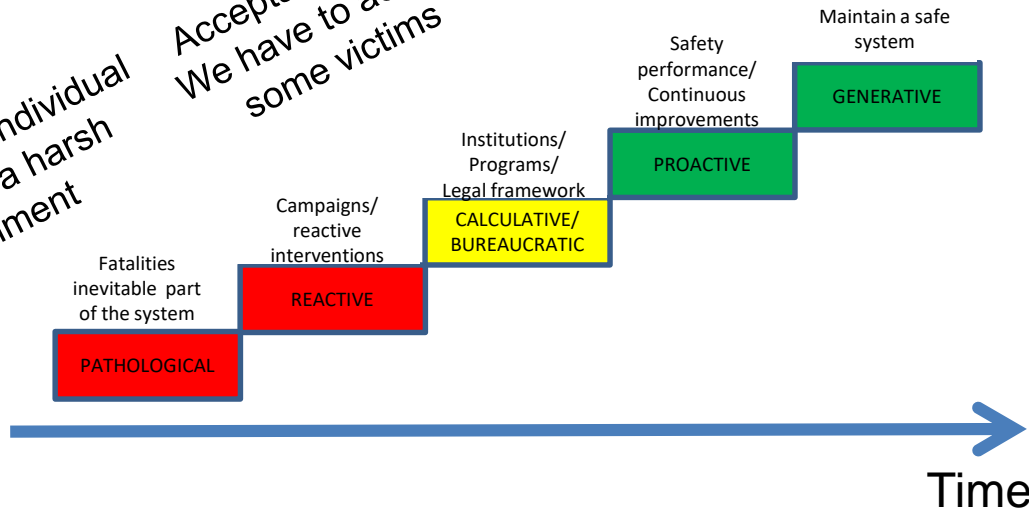 ndividual
a harsh
We have to
some victims
Fatalities
inevitable part
of the system
PATHOLOGICAL
Campaigns/
reactive
interventions
REACTIVE
Institutions/
Programs/
Legal framework
CALCULATIVE/
BUREAUCRATIC
Safety
performance/
Continuous
improvements
PROACTIVE
Maintain a safe
system
GENERATIVE
Time